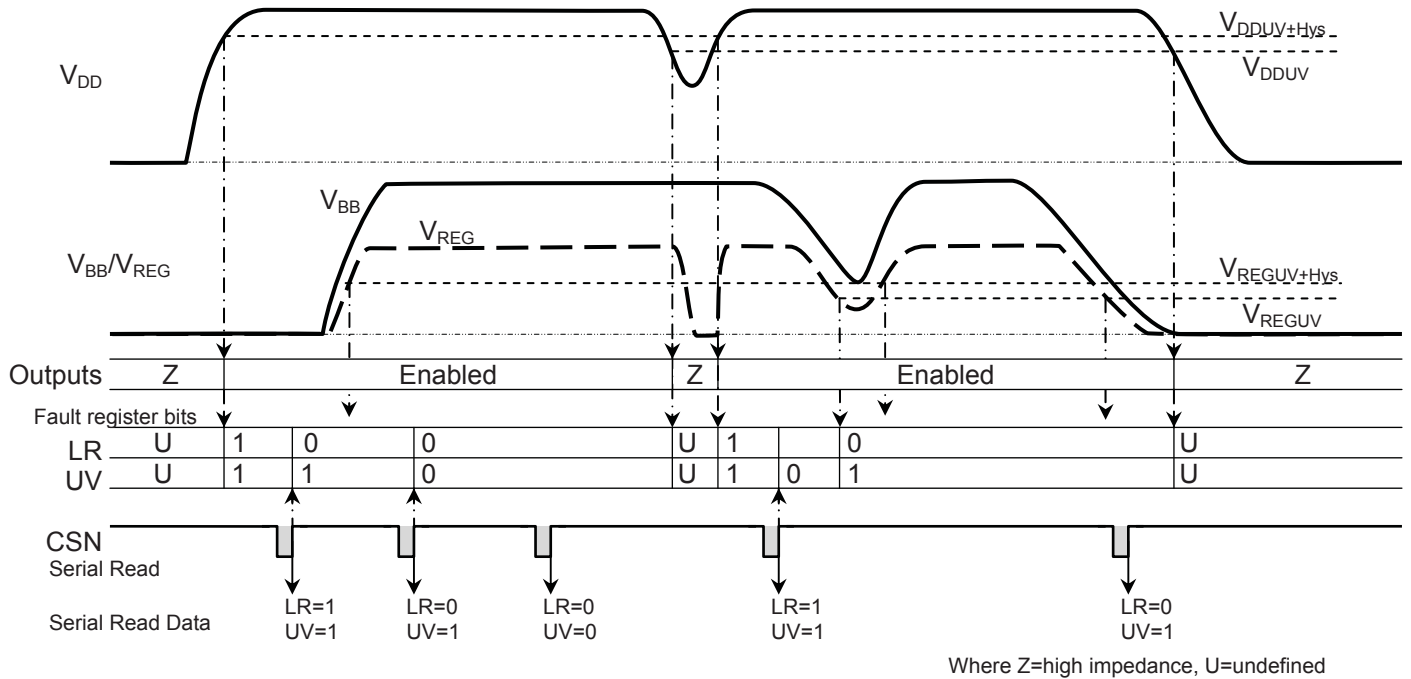 V_DDUV+Hys
V_DD
V_DDUV
V_BB
V_REG
V_BB/V_REG
V_REGUV+Hys
V_REGUV
Outputs Z Enabled Z Enabled Z
Fault register bits
LR U 1 0 0 U 1 0 U
UV U 1 1 0 U 1 0 1 U
CSN
Serial Read
Serial Read Data
LR=1 LR=0 LR=0 LR=1 LR=0
UV=1 UV=1 UV=0 UV=1 UV=1
Where Z=high impedance, U=undefined